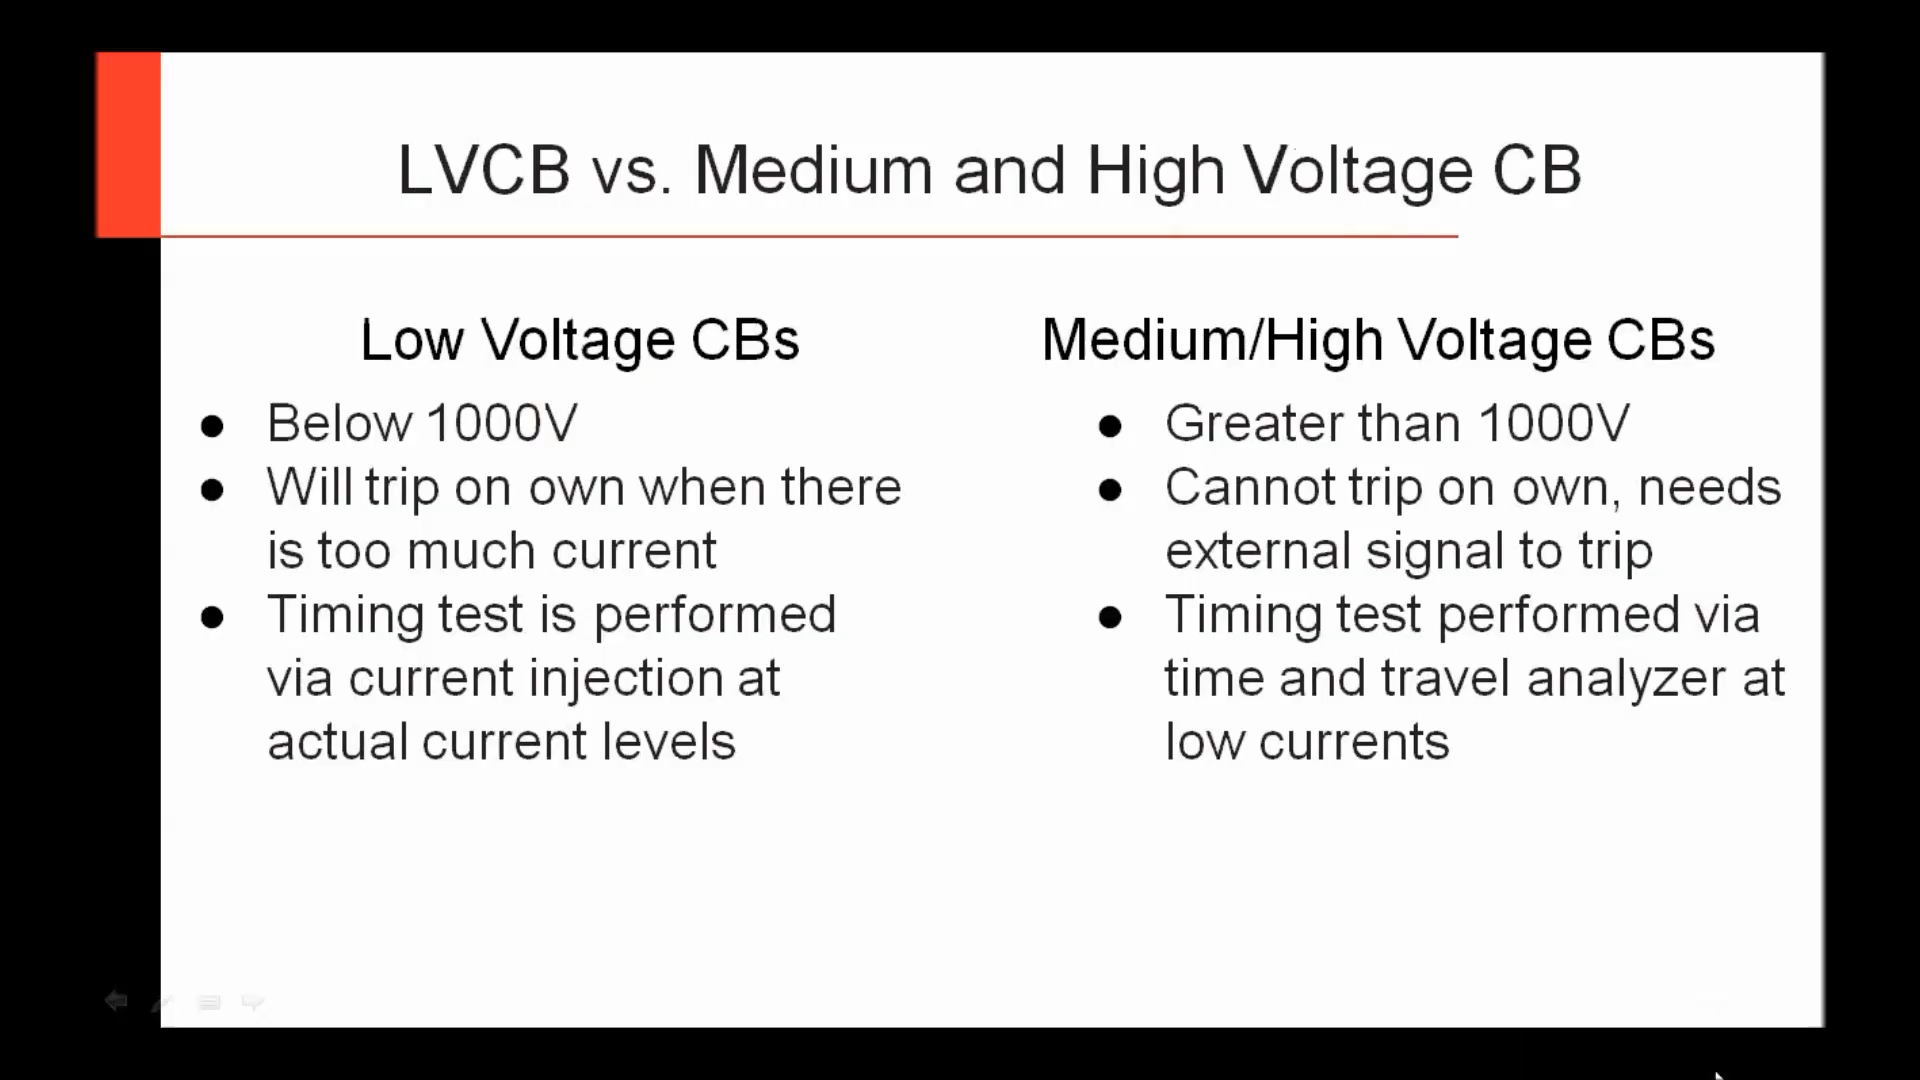 LVCB vs. Medium and High Voltage CB
Low Voltage CBs
● Below 1000V
● Will trip on own when there
is too much current
● Timing test is performed
via current injection at
actual current levels
Medium/High Voltage CBs
● Greater than 1000V
● Cannot trip on own, needs
external signal to trip
● Timing test performed via
time and travel analyzer at
low currents